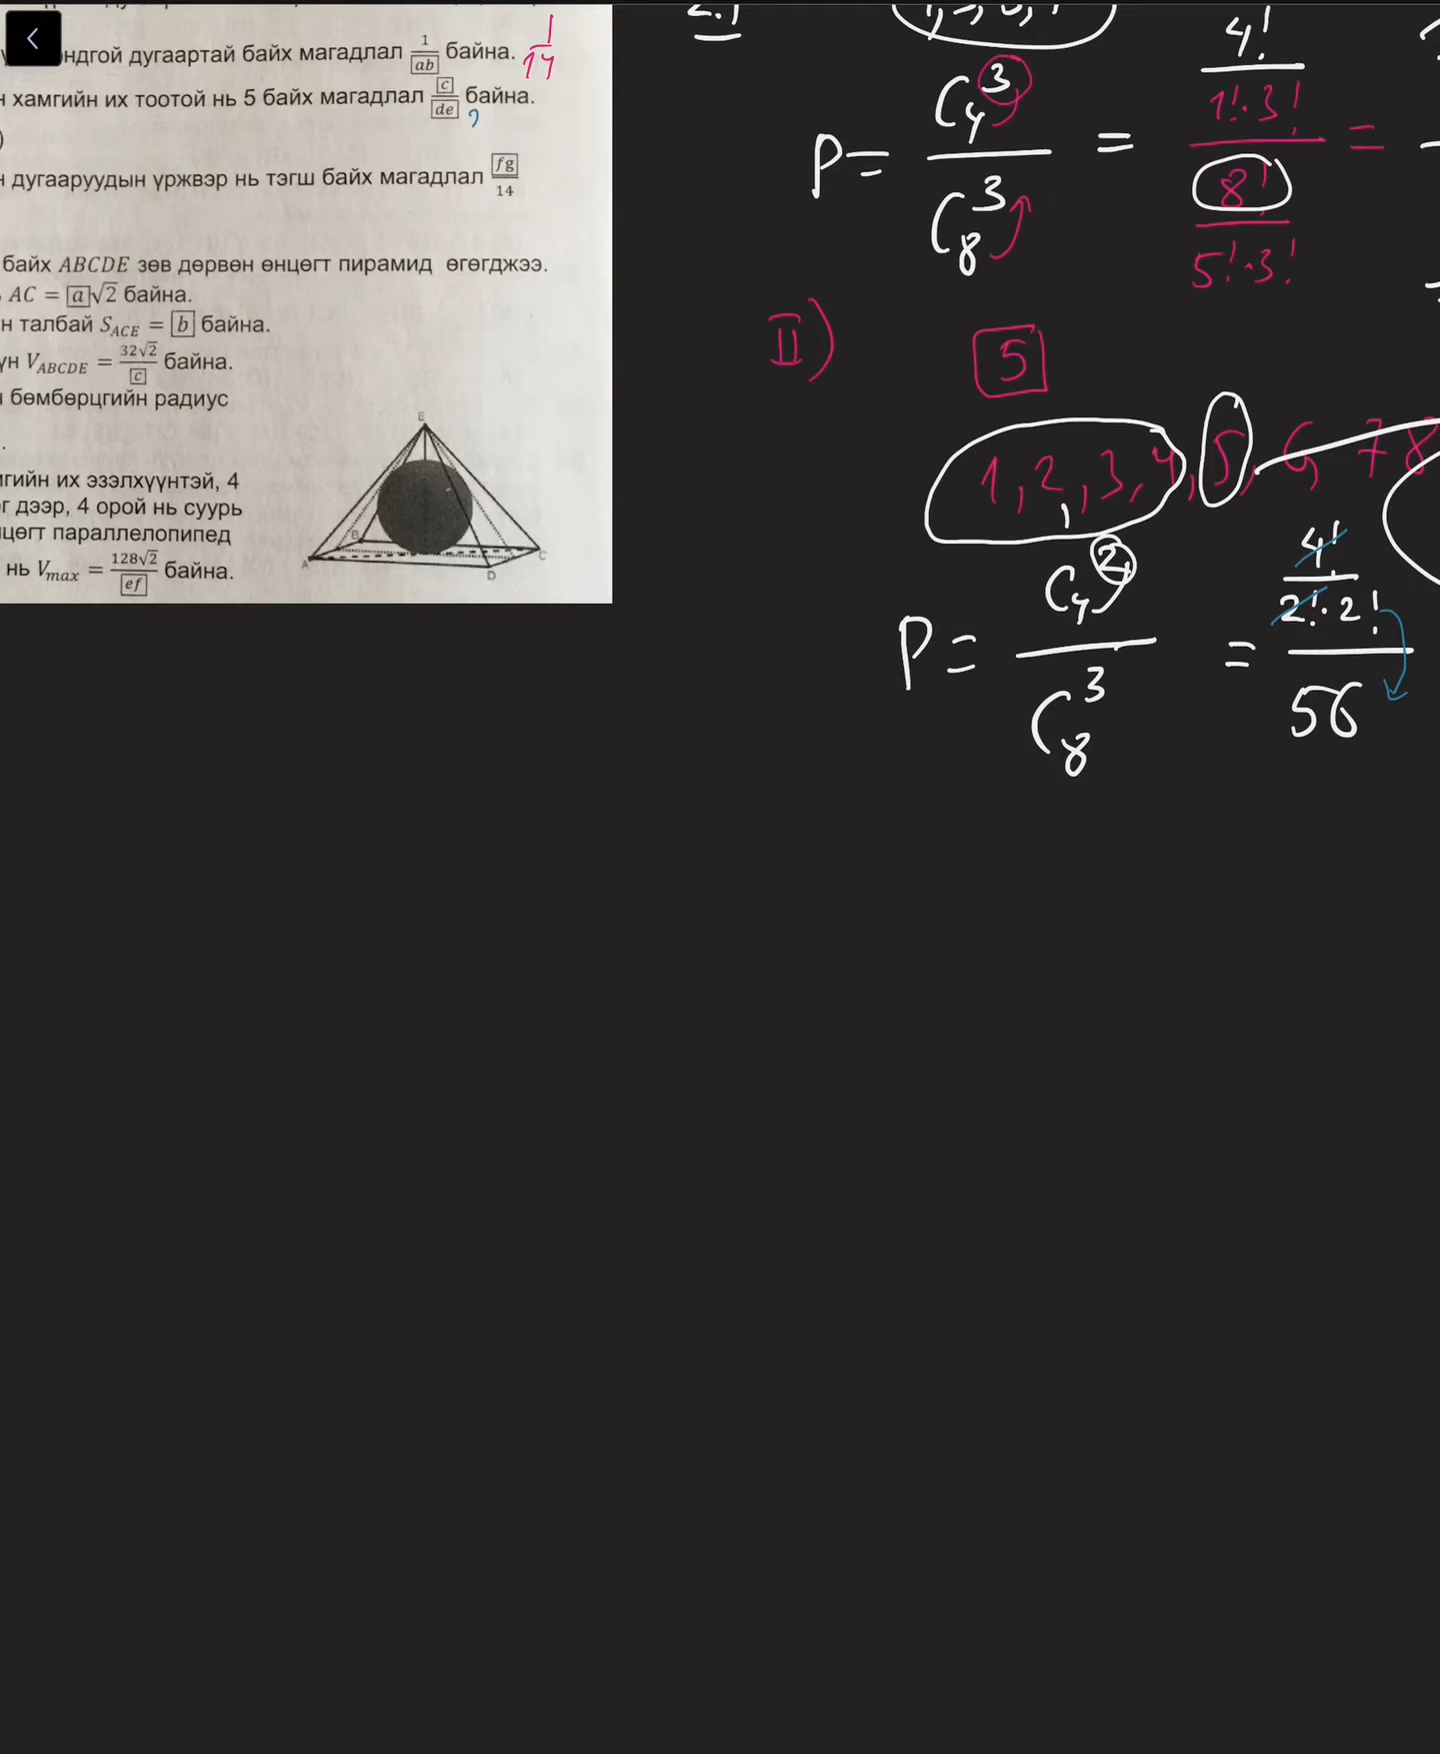 дугаартай байх магадлал 1/ab байна. 1/14
хамгийн их тоотой нь 5 байх магадлал c/de байна.
)
дугааруудын үржвэр нь тэгш байх магадлал fg/14
байх ABCDE зөв дөрвөн өнцөгт пирамид өгөгджээ.
AC = a√2 байна.
н талбай S_ACE = b байна.
үн V_ABCDE = 32√2/c байна.
бөмбөрцгийн радиус
.
гийн их эзэлхүүнтэй, 4
г дээр, 4 орой нь суурь
цөгт параллелопипед
нь V_max = 128√2/ef байна.
E
B
A
C
D
2.1
P = C_4^3 / C_8^3 = 4!/(1!·3!) / 8!/(5!·3!) =
II) 5
1, 2, 3, 4, 5, 6, 7 8
P = C_4^2 / C_8^3 = 4!/(2!·2!) / 56